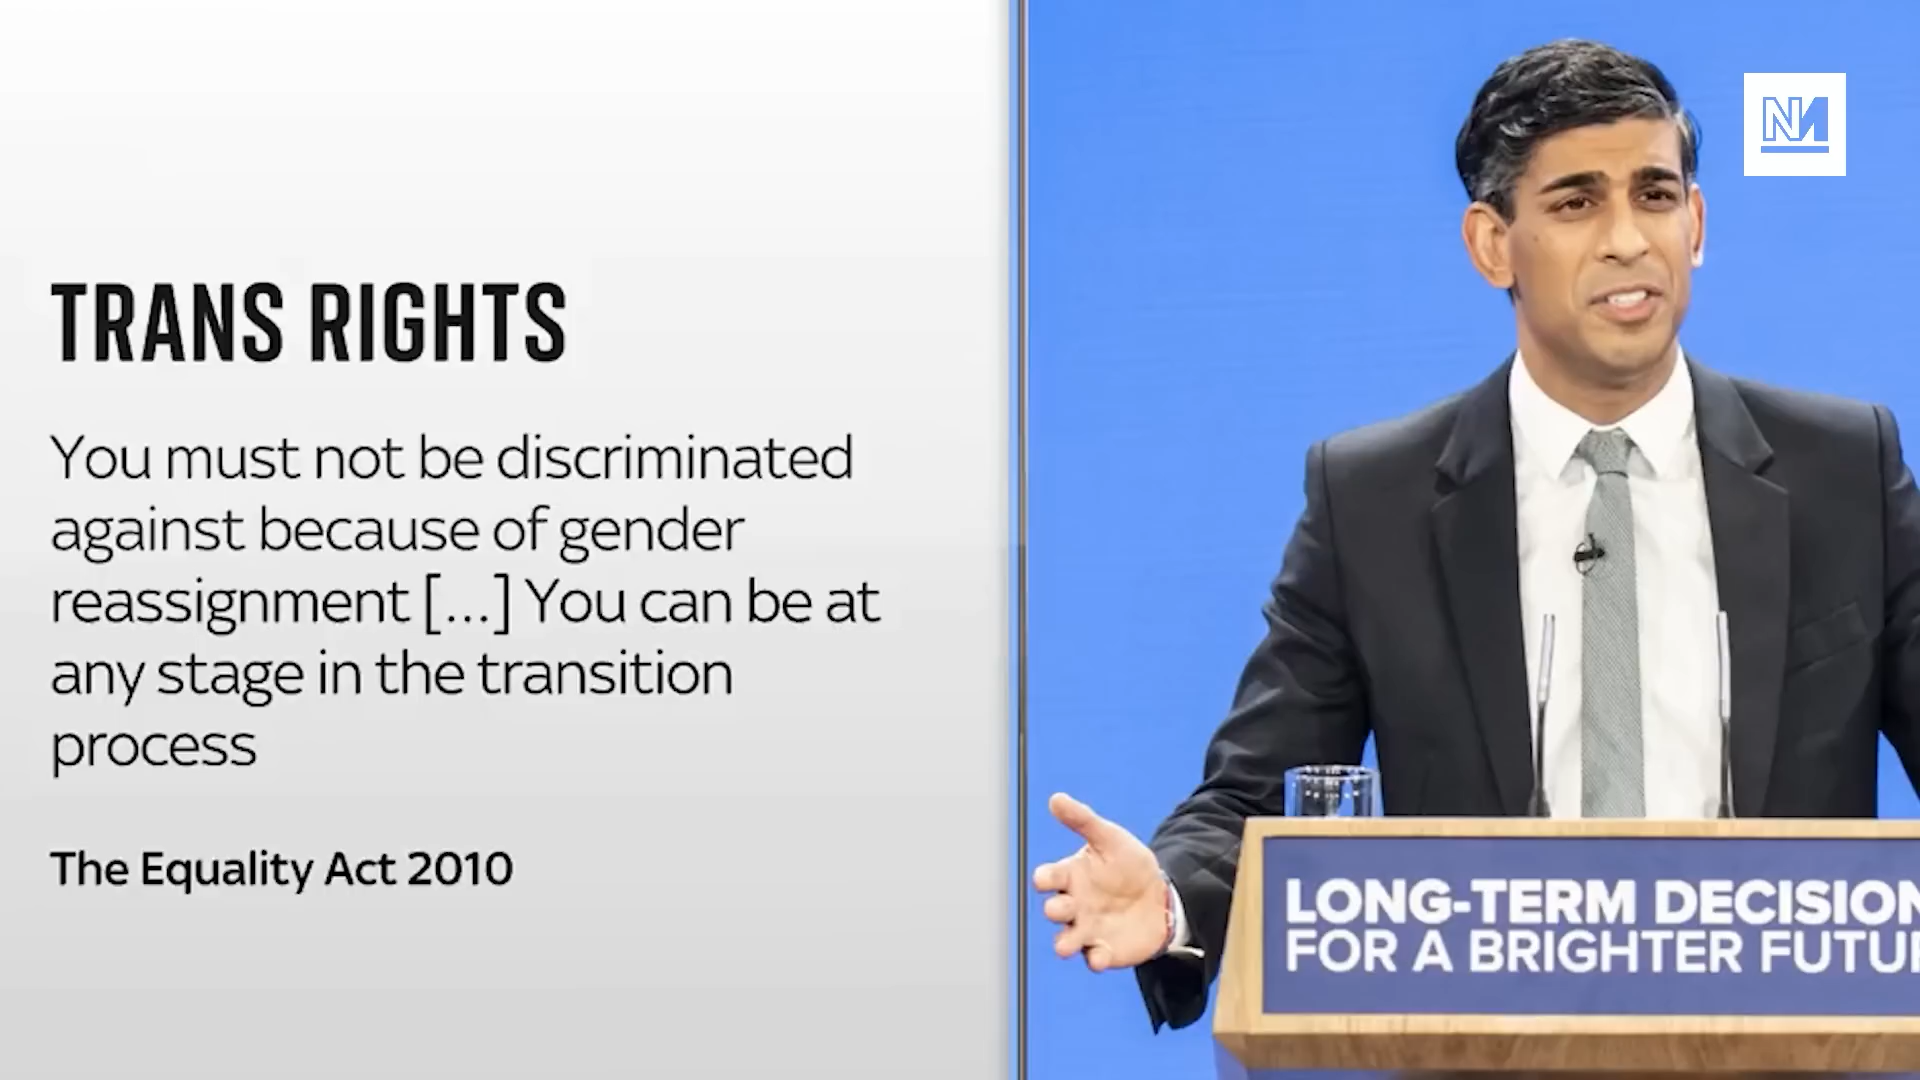 TRANS RIGHTS
You must not be discriminated
against because of gender
reassignment [...] You can be at
any stage in the transition
process
The Equality Act 2010
NM
LONG-TERM DECISION
FOR A BRIGHTER FUTU